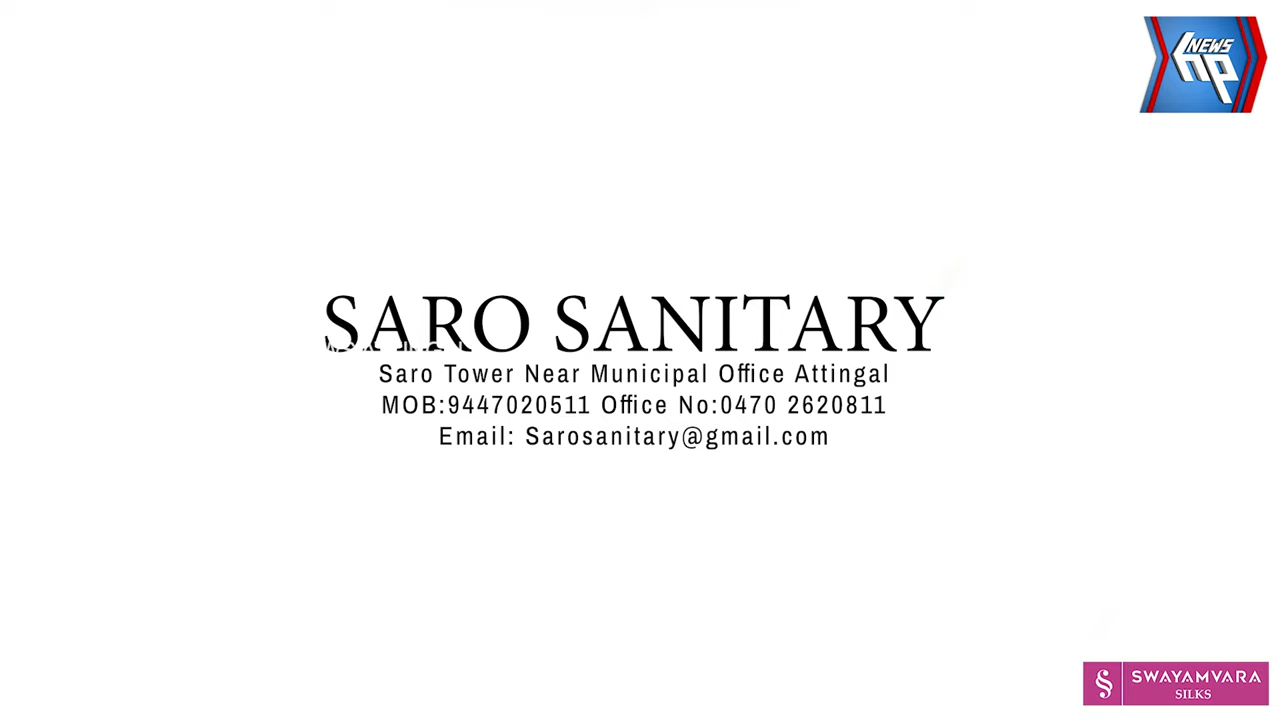 NEWS
hp
SARO SANITARY
Saro Tower Near Municipal Office Attingal
MOB:9447020511 Office No:0470 2620811
Email: Sarosanitary@gmail.com
SWAYAMVARA
SILKS